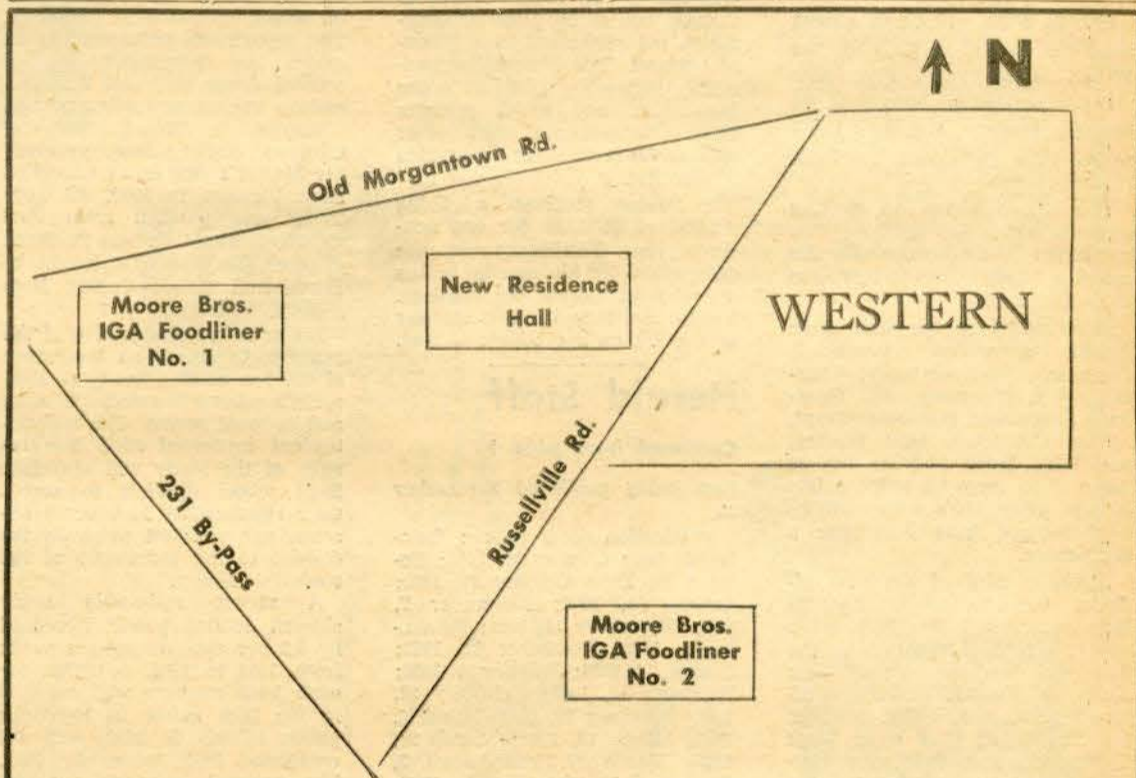 N
Old Morgantown Rd.
Moore Bros.
IGA Foodliner
No. 1
New Residence
Hall
WESTERN
231 By-Pass
Russellville Rd.
Moore Bros.
IGA Foodliner
No. 2